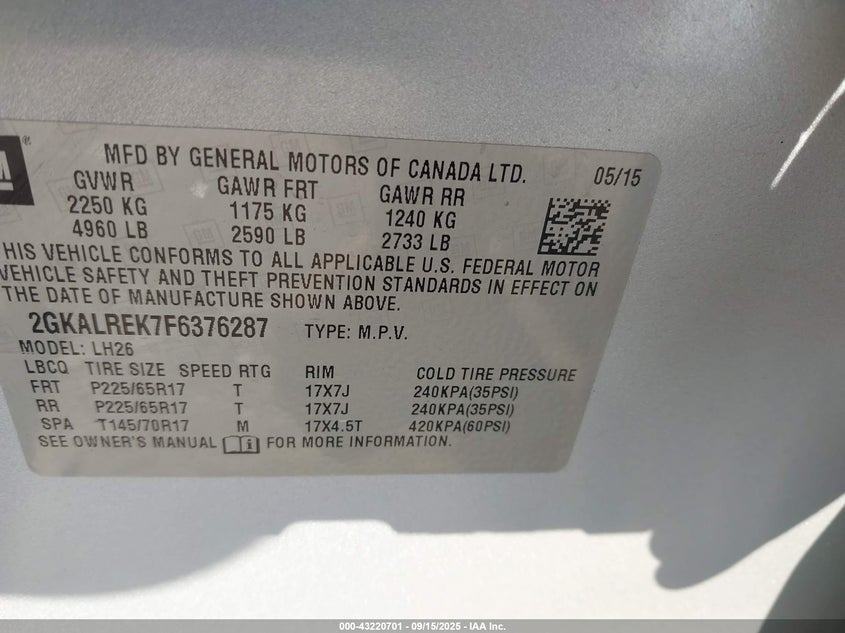 M®
MFD BY GENERAL MOTORS OF CANADA LTD. 05/15
GVWR GAWR FRT GAWR RR
2250 KG 1175 KG 1240 KG
4960 LB 2590 LB 2733 LB
HIS VEHICLE CONFORMS TO ALL APPLICABLE U.S. FEDERAL MOTOR
VEHICLE SAFETY AND THEFT PREVENTION STANDARDS IN EFFECT ON
THE DATE OF MANUFACTURE SHOWN ABOVE.
2GKALREK7F6376287 TYPE: M.P.V.
MODEL: LH26
LBCQ TIRE SIZE SPEED RTG RIM COLD TIRE PRESSURE
FRT P225/65R17 T 17X7J 240KPA(35PSI)
RR P225/65R17 T 17X7J 240KPA(35PSI)
SPA T145/70R17 M 17X4.5T 420KPA(60PSI)
SEE OWNER'S MANUAL FOR MORE INFORMATION.
000-43220701 - 09/15/2025 - IAA Inc.